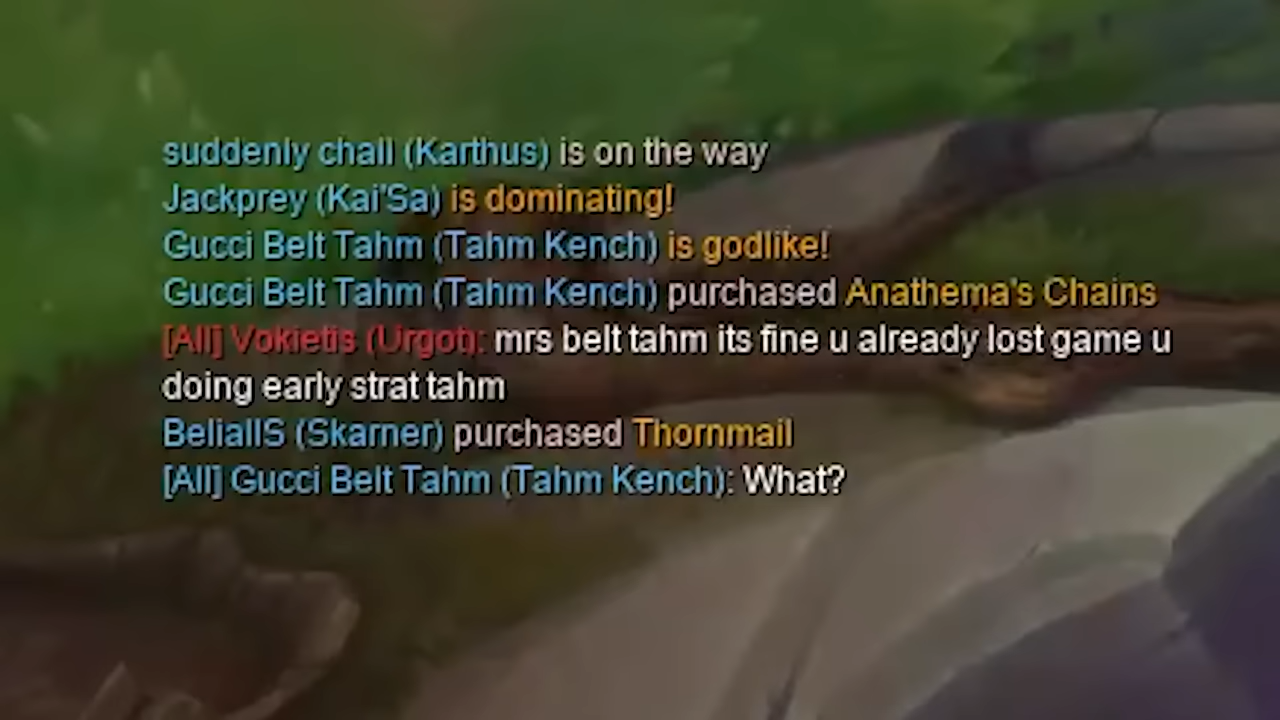 suddenly chall (Karthus) is on the way
Jackprey (Kai'Sa) is dominating!
Gucci Belt Tahm (Tahm Kench) is godlike!
Gucci Belt Tahm (Tahm Kench) purchased Anathema's Chains
[All] Vokietis (Urgot): mrs belt tahm its fine u already lost game u
doing early strat tahm
BeliallS (Skarner) purchased Thornmail
[All] Gucci Belt Tahm (Tahm Kench): What?